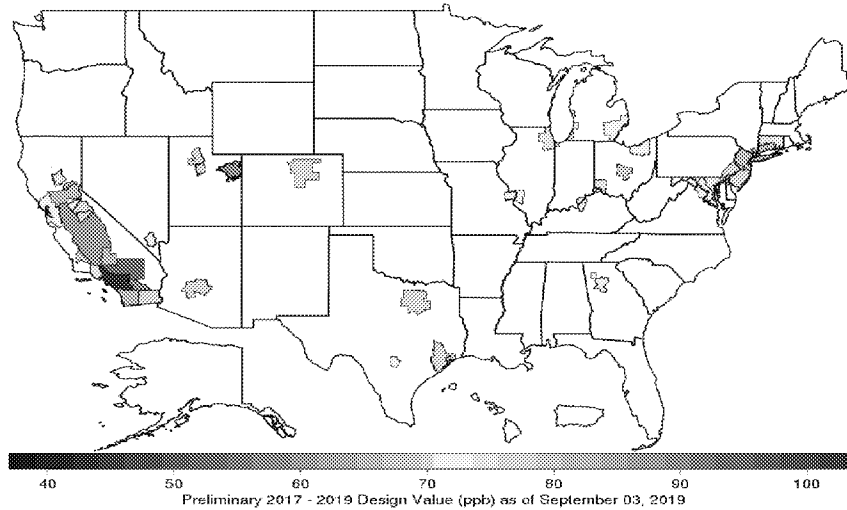 40 50 60 70 80 90 100
Preliminary 2017 - 2019 Design Value (ppb) as of September 03, 2019